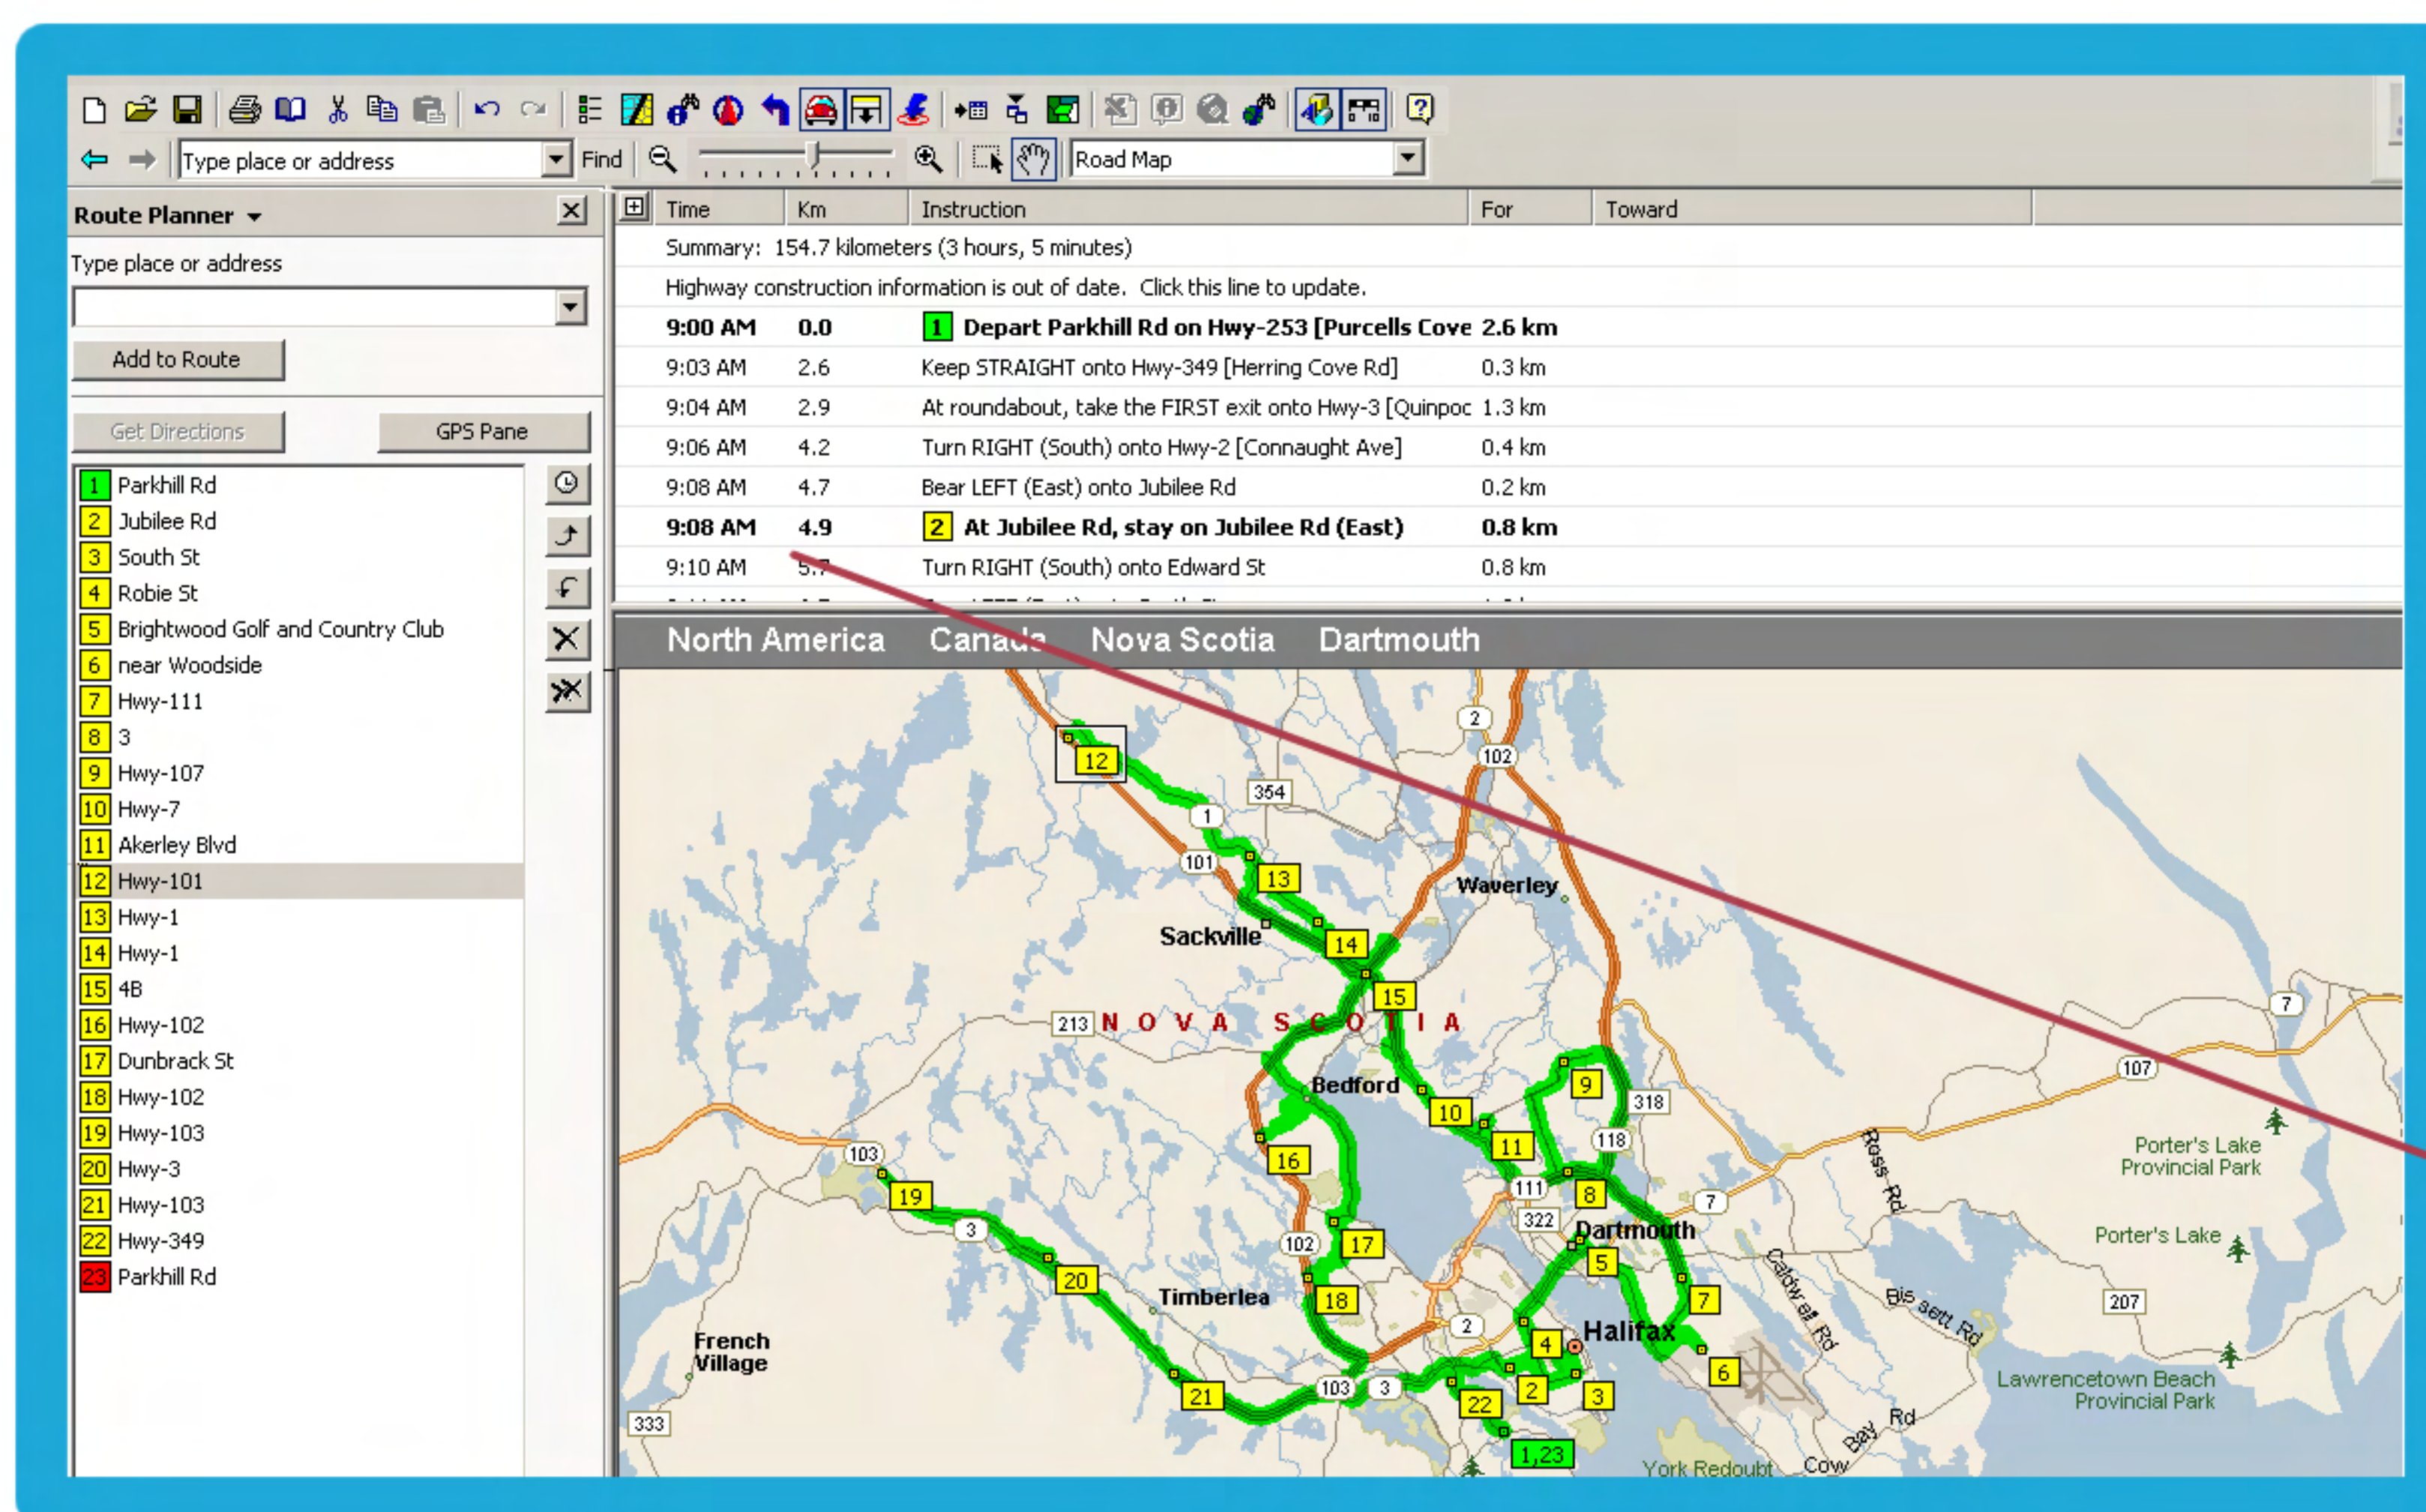 Type place or address Find Road Map
Route Planner
Type place or address
Add to Route
Get Directions GPS Pane
1 Parkhill Rd
2 Jubilee Rd
3 South St
4 Robie St
5 Brightwood Golf and Country Club
6 near Woodside
7 Hwy-111
8 3
9 Hwy-107
10 Hwy-7
11 Akerley Blvd
12 Hwy-101
13 Hwy-1
14 Hwy-1
15 4B
16 Hwy-102
17 Dunbrack St
18 Hwy-102
19 Hwy-103
20 Hwy-3
21 Hwy-103
22 Hwy-349
23 Parkhill Rd
Time Km Instruction For Toward
Summary: 154.7 kilometers (3 hours, 5 minutes)
Highway construction information is out of date. Click this line to update.
9:00 AM 0.0 1 Depart Parkhill Rd on Hwy-253 [Purcells Cove 2.6 km
9:03 AM 2.6 Keep STRAIGHT onto Hwy-349 [Herring Cove Rd] 0.3 km
9:04 AM 2.9 At roundabout, take the FIRST exit onto Hwy-3 [Quinpoc 1.3 km
9:06 AM 4.2 Turn RIGHT (South) onto Hwy-2 [Connaught Ave] 0.4 km
9:08 AM 4.7 Bear LEFT (East) onto Jubilee Rd 0.2 km
9:08 AM 4.9 2 At Jubilee Rd, stay on Jubilee Rd (East) 0.8 km
9:10 AM 5.7 Turn RIGHT (South) onto Edward St 0.8 km
North America Canada Nova Scotia Dartmouth
2
102
12
354
1
101
13
Waverley
Sackville
14
15
7
213 NOVA SCOTIA
107
Bedford
9
10
318
11
118
103
16
Porter's Lake
Provincial Park
Ross Rd
19
111
8
7
322
3
Dartmouth
Porter's Lake
102
17
5
20
Timberlea
18
7
Caldwell Rd
Bissett Rd
207
2
Halifax
4
French
Village
6
103
3
2
3
21
22
Lawrencetown Beach
Provincial Park
333
1,23
York Redoubt
Cow Bay Rd